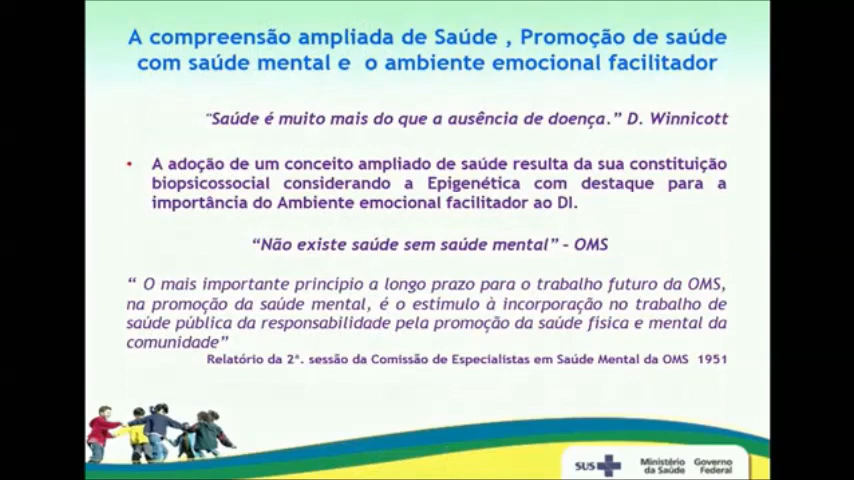 A compreensão ampliada de Saúde , Promoção de saúde
com saúde mental e o ambiente emocional facilitador
"Saúde é muito mais do que a ausência de doença.” D. Winnicott
• A adoção de um conceito ampliado de saúde resulta da sua constituição
biopsicossocial considerando a Epigenética com destaque para a
importância do Ambiente emocional facilitador ao DI.
“Não existe saúde sem saúde mental” – OMS
“ O mais importante princípio a longo prazo para o trabalho futuro da OMS,
na promoção da saúde mental, é o estímulo à incorporação no trabalho de
saúde pública da responsabilidade pela promoção da saúde física e mental da
comunidade”
Relatório da 2ª. sessão da Comissão de Especialistas em Saúde Mental da OMS 1951
SUS Ministério da Saúde Governo Federal